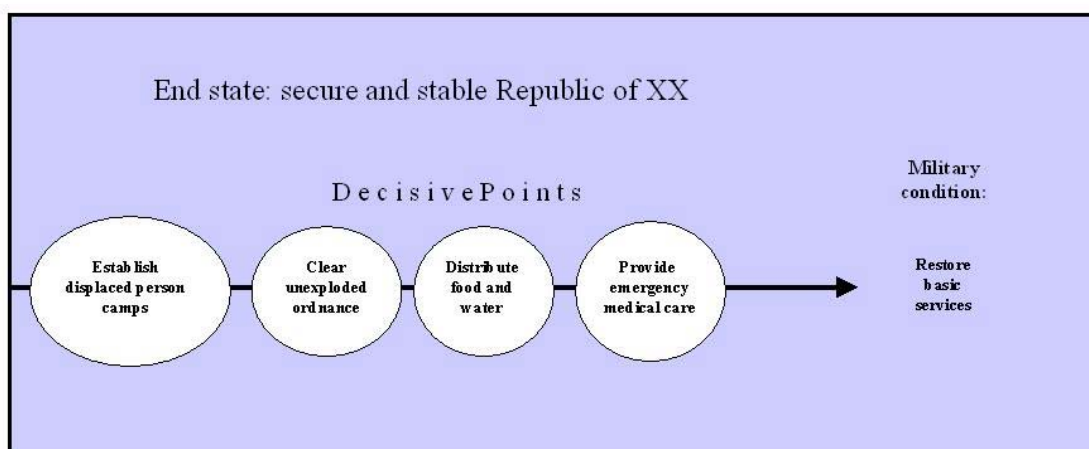 End state: secure and stable Republic of XX
Military
condition:
D e c i s i v e P o i n t s
Establish
displaced person
camps
Clear
unexploded
ordnance
Distribute
food and
water
Provide
emergency
medical care
Restore
basic
services